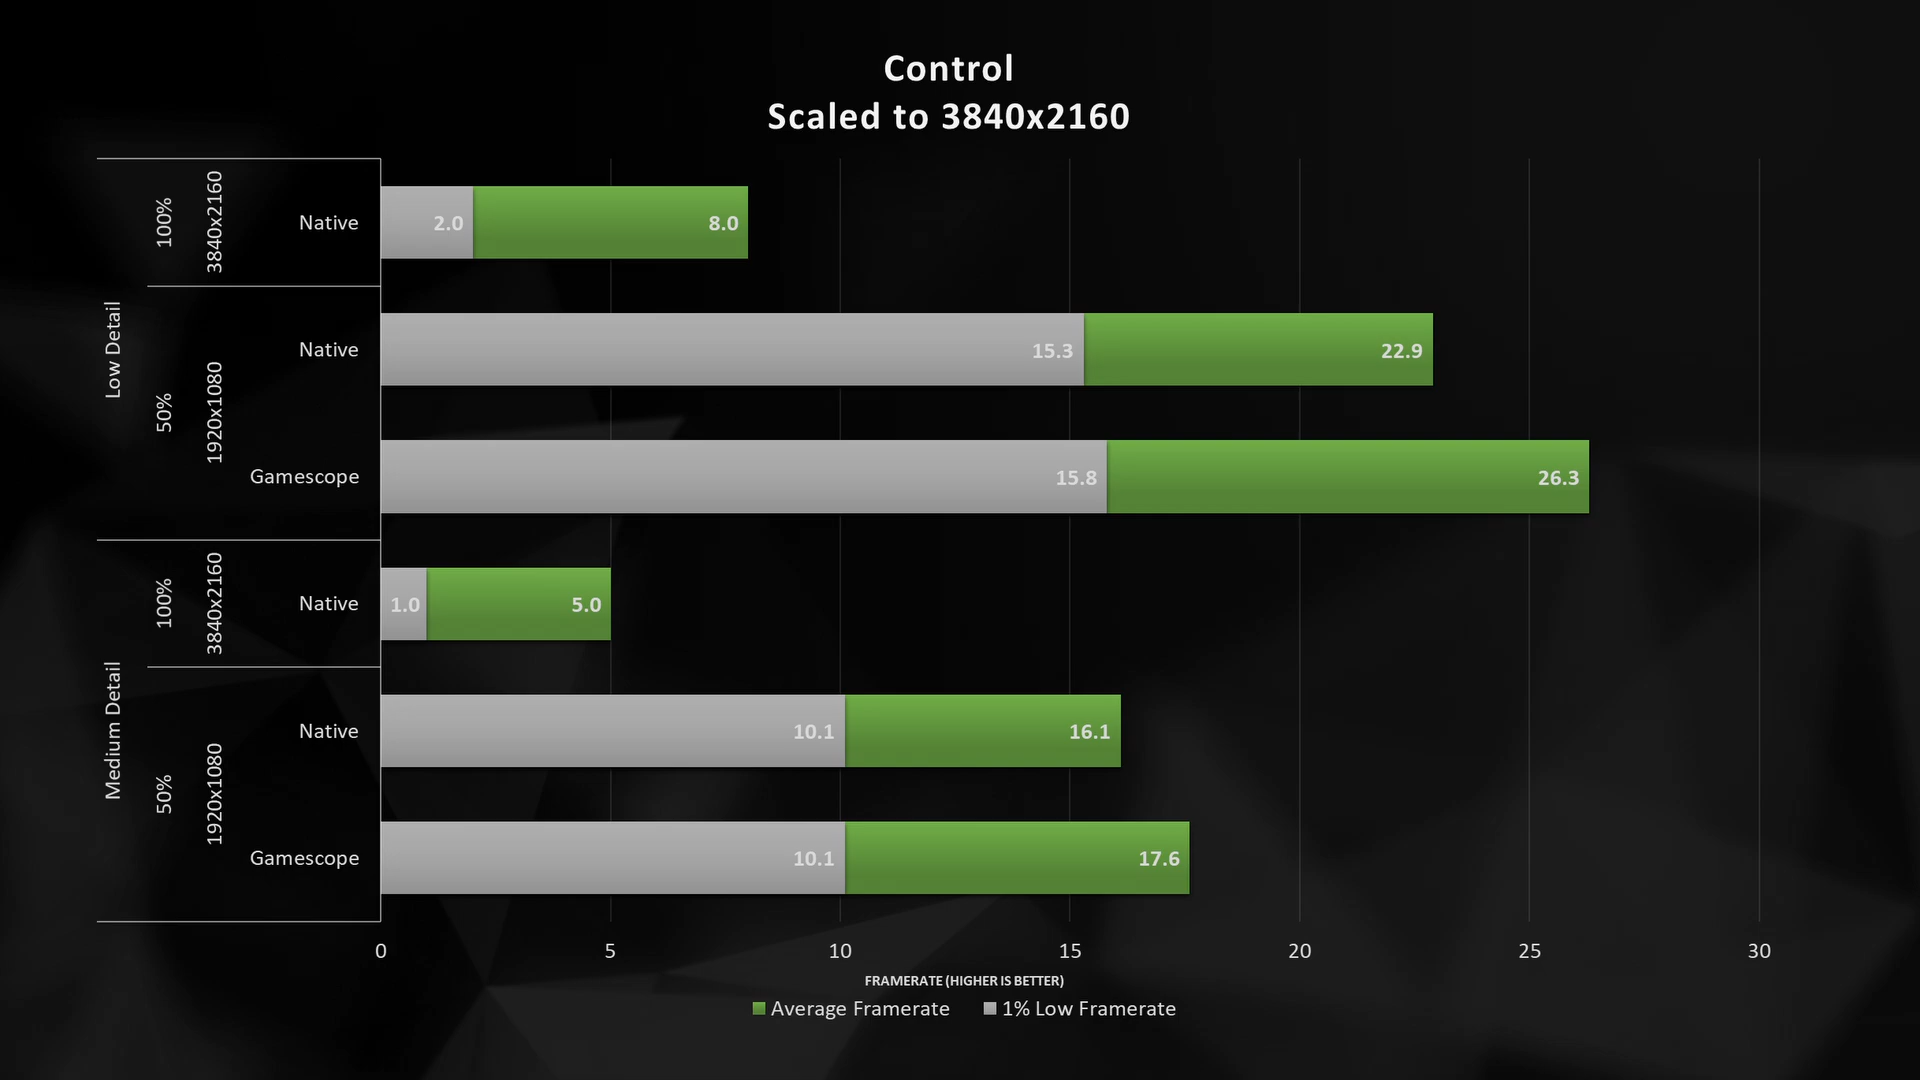 Control
Scaled to 3840x2160
Low Detail
100%
3840x2160
Native
2.0
8.0
50%
1920x1080
Native
15.3
22.9
Gamescope
15.8
26.3
Medium Detail
100%
3840x2160
Native
1.0
5.0
50%
1920x1080
Native
10.1
16.1
Gamescope
10.1
17.6
0 5 10 15 20 25 30
FRAMERATE (HIGHER IS BETTER)
Average Framerate 1% Low Framerate